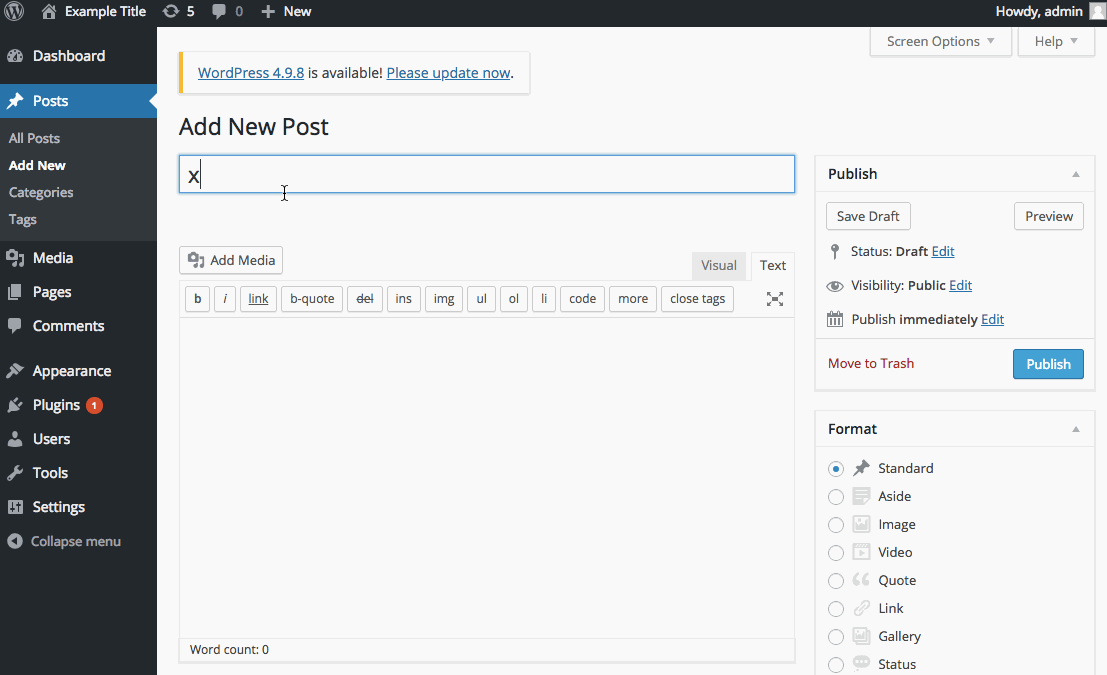 Example Title 5 0 New Howdy, admin
Screen Options Help
Dashboard
Posts
All Posts
Add New
Categories
Tags
Media
Pages
Comments
Appearance
Plugins 1
Users
Tools
Settings
Collapse menu
WordPress 4.9.8 is available! Please update now.
Add New Post
x
Add Media
Visual Text
b i link b-quote del ins img ul ol li code more close tags
Word count: 0
Publish
Save Draft Preview
Status: Draft Edit
Visibility: Public Edit
Publish immediately Edit
Move to Trash Publish
Format
Standard
Aside
Image
Video
Quote
Link
Gallery
Status